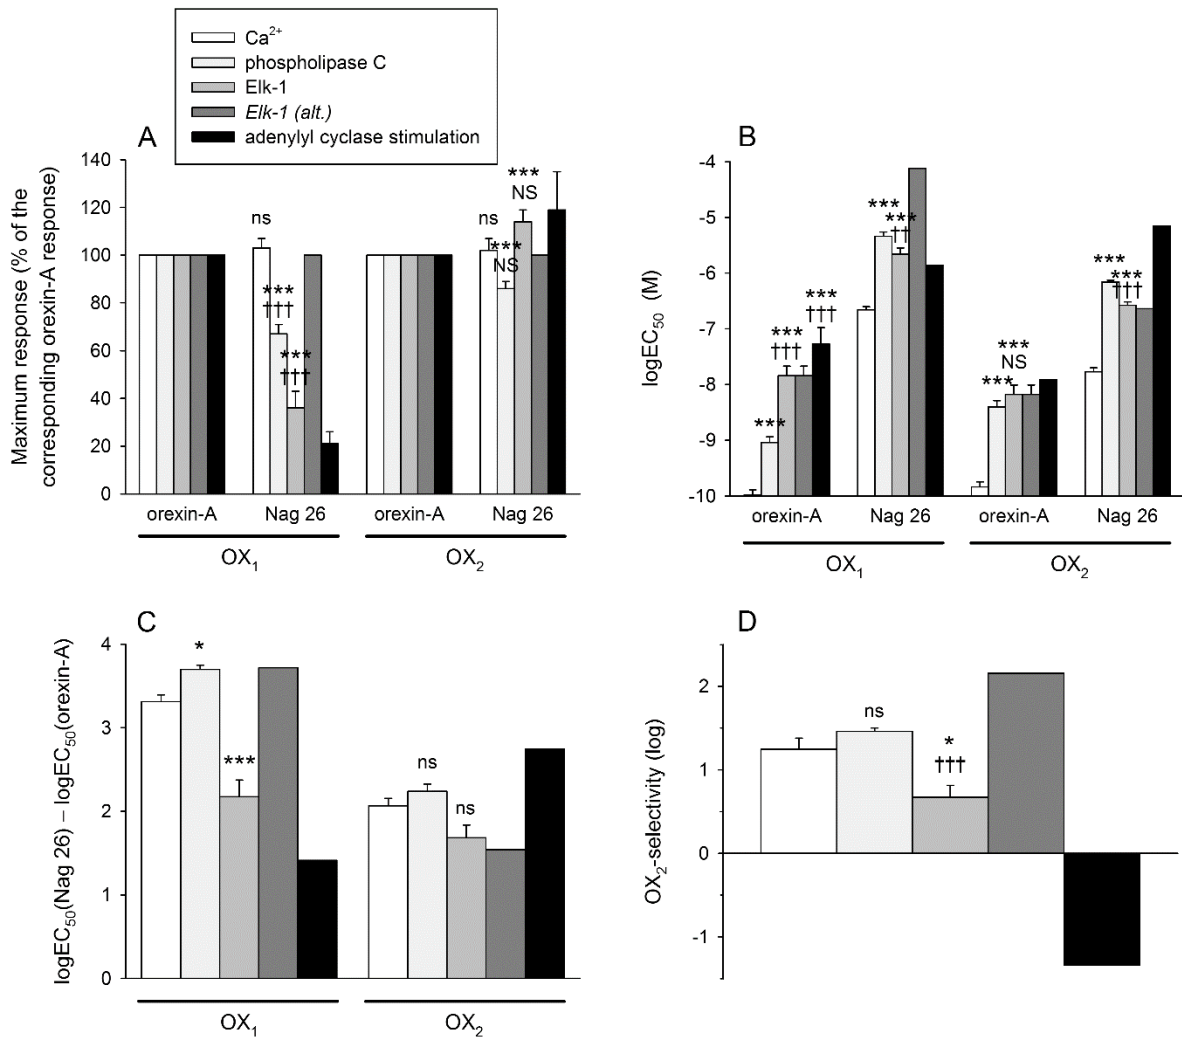 Ca2+
phospholipase C
Elk-1
Elk-1 (alt.)
adenylyl cyclase stimulation
A
Maximum response (% of the
corresponding orexin-A response)
140
120
100
80
60
40
20
0
ns
***
†††
***
†††
ns
***
NS
***
NS
orexin-A Nag 26 orexin-A Nag 26
OX1 OX2
B
logEC50 (M)
-4
-5
-6
-7
-8
-9
-10
***
***
†††
***
†††
***
***
††
***
***
NS
***
***
†††
orexin-A Nag 26 orexin-A Nag 26
OX1 OX2
C
logEC50(Nag 26) – logEC50(orexin-A)
4
3
2
1
0
*
***
ns
ns
OX1 OX2
D
OX2-selectivity (log)
2
1
0
-1
ns
*
†††